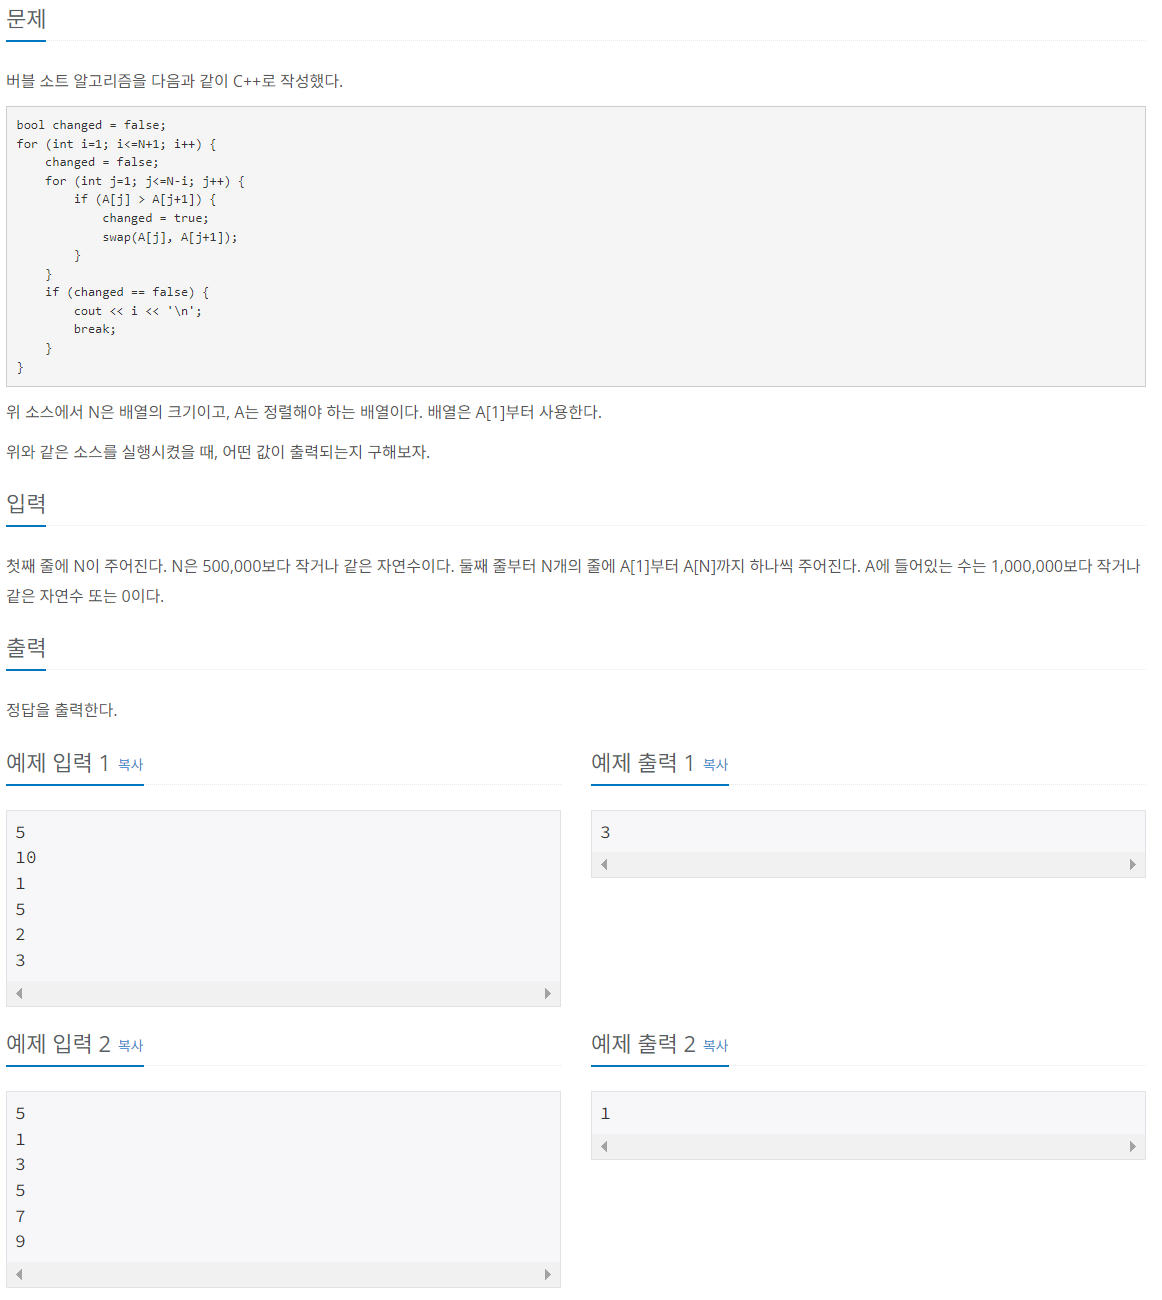 문제
버블 소트 알고리즘을 다음과 같이 C++로 작성했다.
bool changed = false;
for (int i=1; i<=N+1; i++) {
    changed = false;
    for (int j=1; j<=N-i; j++) {
        if (A[j] > A[j+1]) {
            changed = true;
            swap(A[j], A[j+1]);
        }
    }
    if (changed == false) {
        cout << i << '\n';
        break;
    }
}
위 소스에서 N은 배열의 크기이고, A는 정렬해야 하는 배열이다. 배열은 A[1]부터 사용한다.
위와 같은 소스를 실행시켰을 때, 어떤 값이 출력되는지 구해보자.
입력
첫째 줄에 N이 주어진다. N은 500,000보다 작거나 같은 자연수이다. 둘째 줄부터 N개의 줄에 A[1]부터 A[N]까지 하나씩 주어진다. A에 들어있는 수는 1,000,000보다 작거나
같은 자연수 또는 0이다.
출력
정답을 출력한다.
예제 입력 1 복사
5
10
1
5
2
3
예제 출력 1 복사
3
예제 입력 2 복사
5
1
3
5
7
9
예제 출력 2 복사
1